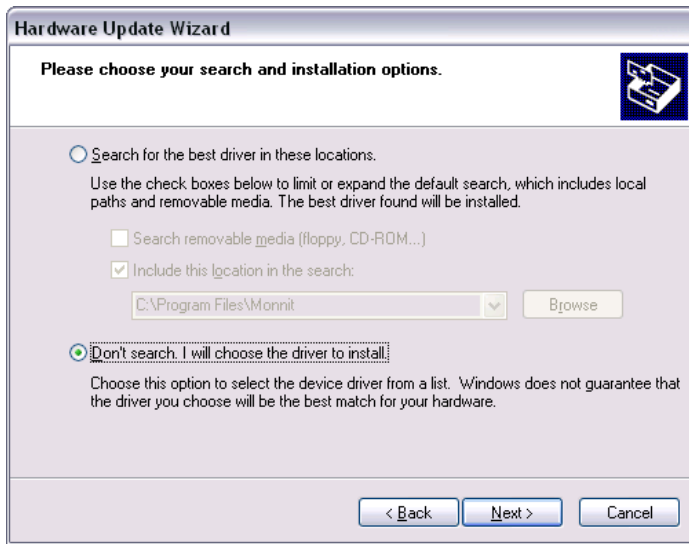 Hardware Update Wizard
Please choose your search and installation options.
Search for the best driver in these locations.
Use the check boxes below to limit or expand the default search, which includes local
paths and removable media. The best driver found will be installed.
Search removable media (floppy, CD-ROM...)
Include this location in the search:
C:\Program Files\Monnit
Browse
Don't search. I will choose the driver to install.
Choose this option to select the device driver from a list. Windows does not guarantee that
the driver you choose will be the best match for your hardware.
< Back Next > Cancel